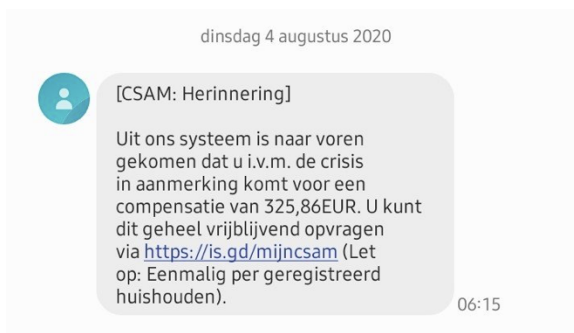 dinsdag 4 augustus 2020
[CSAM: Herinnering]
Uit ons systeem is naar voren
gekomen dat u i.v.m. de crisis
in aanmerking komt voor een
compensatie van 325,86EUR. U kunt
dit geheel vrijblijvend opvragen
via https://is.gd/mijncsam (Let
op: Eenmalig per geregistreerd
huishouden).
06:15